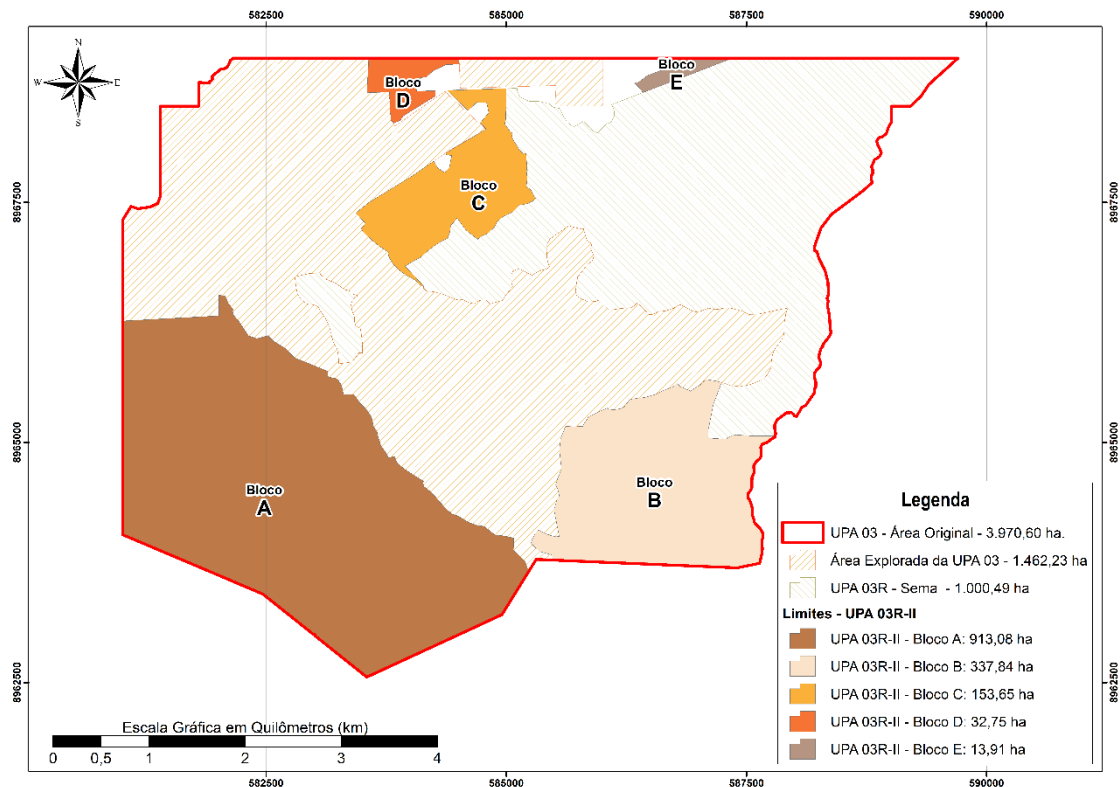 582500 585000 587500 590000
N
W E
S
Bloco
D
Bloco
E
Bloco
C
8967500 8967500
8965000 8965000
Bloco
A
Bloco
B
8962500 8962500
Legenda
UPA 03 - Área Original - 3.970,60 ha.
Área Explorada da UPA 03 - 1.462,23 ha
UPA 03R - Sema - 1.000,49 ha
Limites - UPA 03R-II
UPA 03R-II - Bloco A: 913,08 ha
UPA 03R-II - Bloco B: 337,84 ha
UPA 03R-II - Bloco C: 153,65 ha
UPA 03R-II - Bloco D: 32,75 ha
UPA 03R-II - Bloco E: 13,91 ha
Escala Gráfica em Quilômetros (km)
0 0,5 1 2 3 4
582500 585000 587500 590000